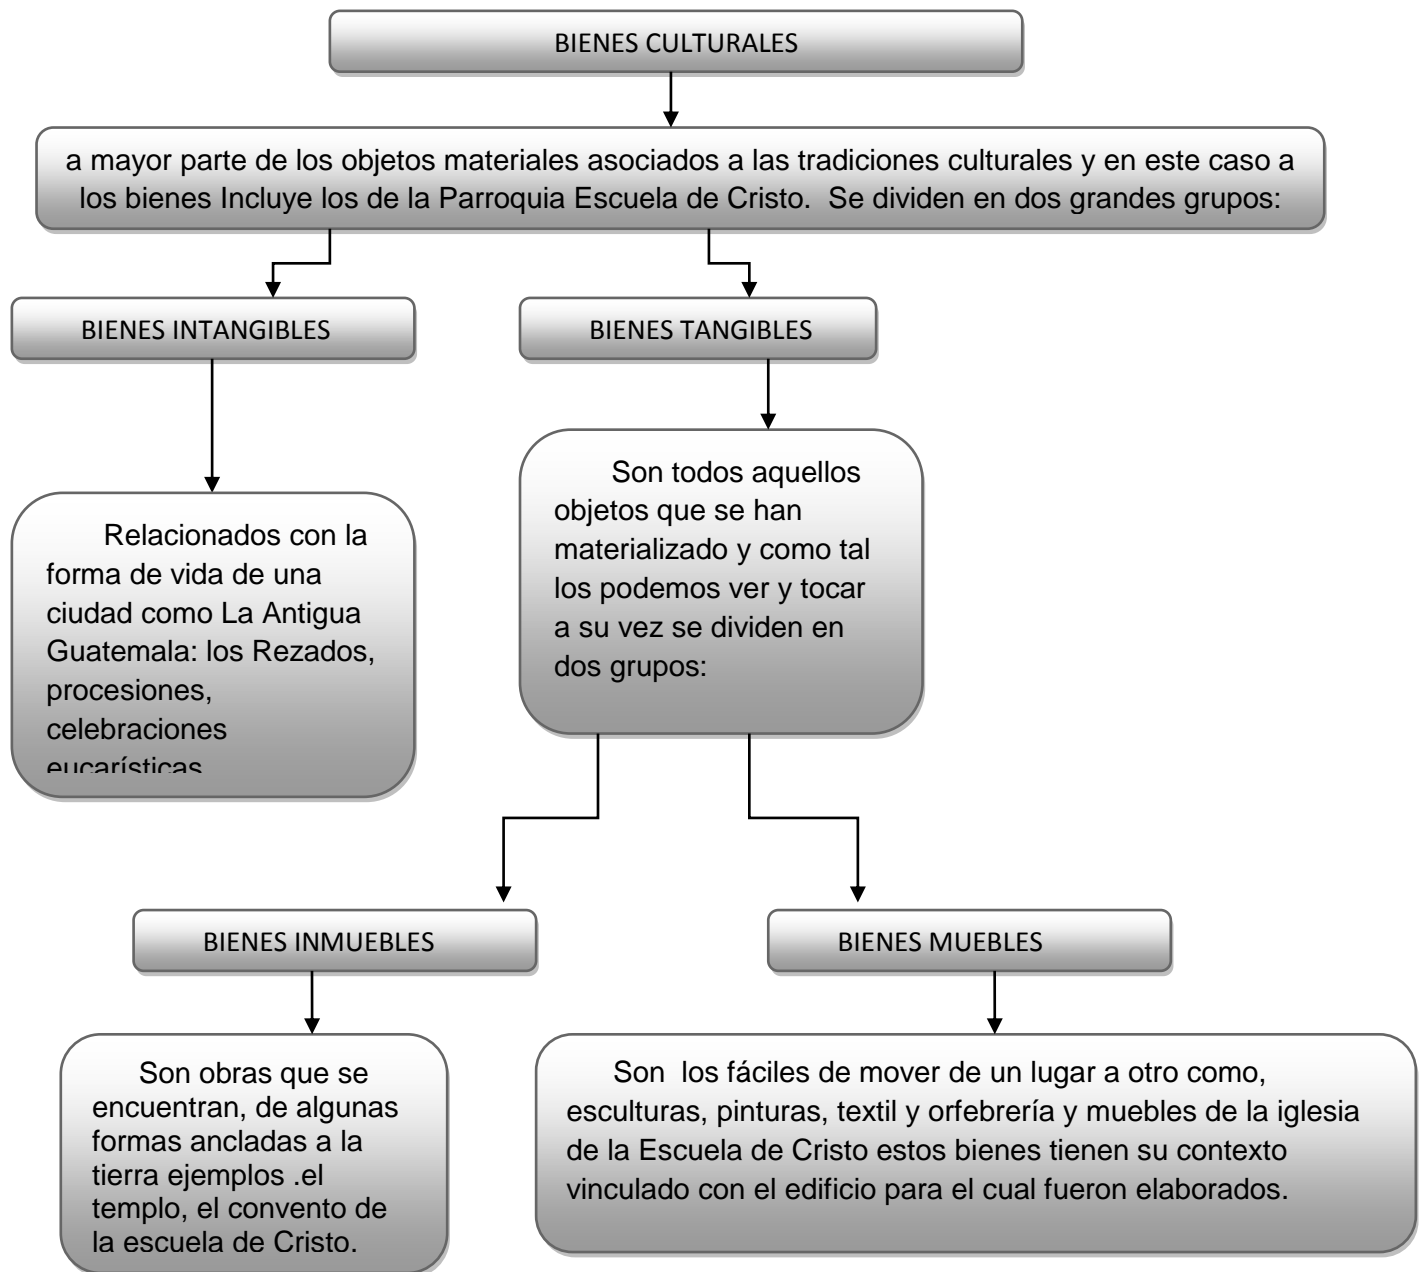 BIENES CULTURALES
a mayor parte de los objetos materiales asociados a las tradiciones culturales y en este caso a
los bienes Incluye los de la Parroquia Escuela de Cristo. Se dividen en dos grandes grupos:
BIENES INTANGIBLES
BIENES TANGIBLES
Relacionados con la
forma de vida de una
ciudad como La Antigua
Guatemala: los Rezados,
procesiones,
celebraciones
eucarísticas
Son todos aquellos
objetos que se han
materializado y como tal
los podemos ver y tocar
a su vez se dividen en
dos grupos:
BIENES INMUEBLES
BIENES MUEBLES
Son obras que se
encuentran, de algunas
formas ancladas a la
tierra ejemplos .el
templo, el convento de
la escuela de Cristo.
Son los fáciles de mover de un lugar a otro como,
esculturas, pinturas, textil y orfebrería y muebles de la iglesia
de la Escuela de Cristo estos bienes tienen su contexto
vinculado con el edificio para el cual fueron elaborados.